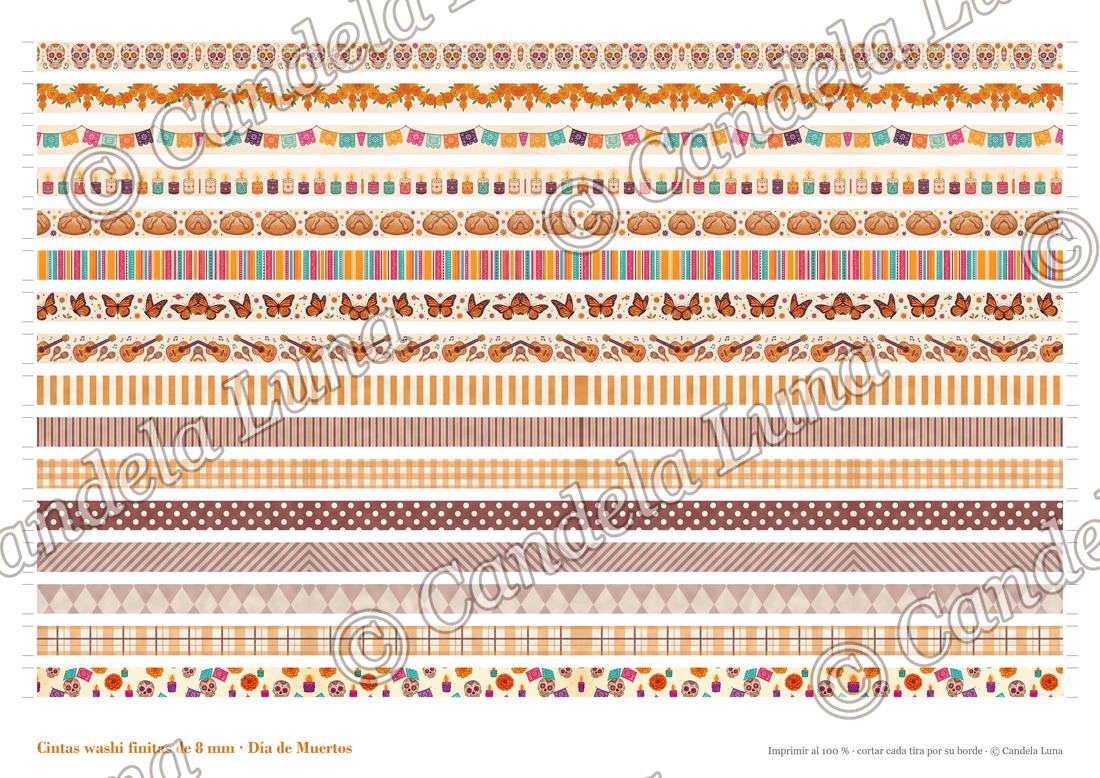 © Candela Luna
© Candela Luna
© Candela Luna
© Candela Luna
Candela Luna
© Candela
Cintas washi finitas de 8 mm · Día de Muertos
Imprimir al 100 % · cortar cada tira por su borde · © Candela Luna